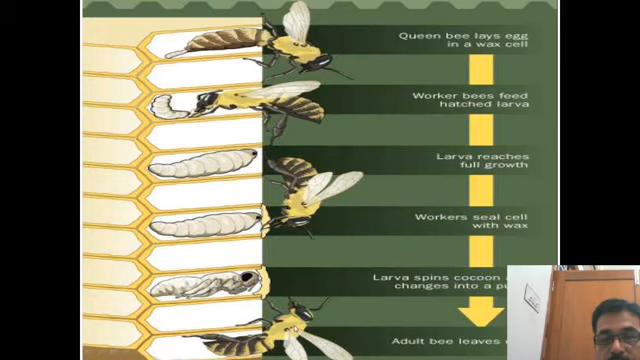 Queen bee lays egg
in a wax cell
Worker bees feed
hatched larva
Larva reaches
full growth
Workers seal cell
with wax
Larva spins cocoon
changes into a
Adult bee leaves